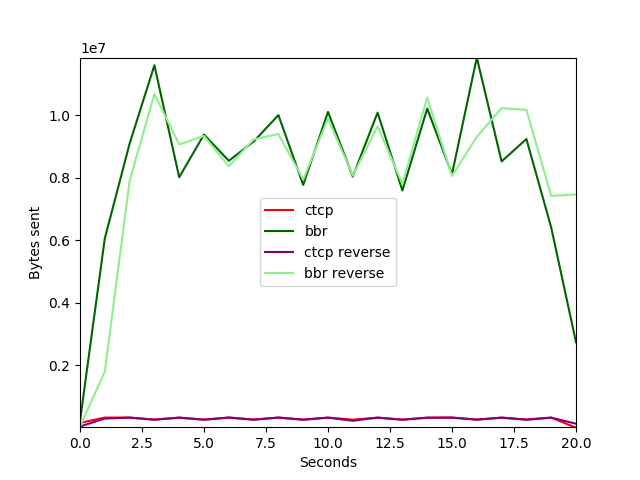 1e7
1.0
0.8
0.6
0.4
0.2
Bytes sent
ctcp
bbr
ctcp reverse
bbr reverse
0.0 2.5 5.0 7.5 10.0 12.5 15.0 17.5 20.0
Seconds